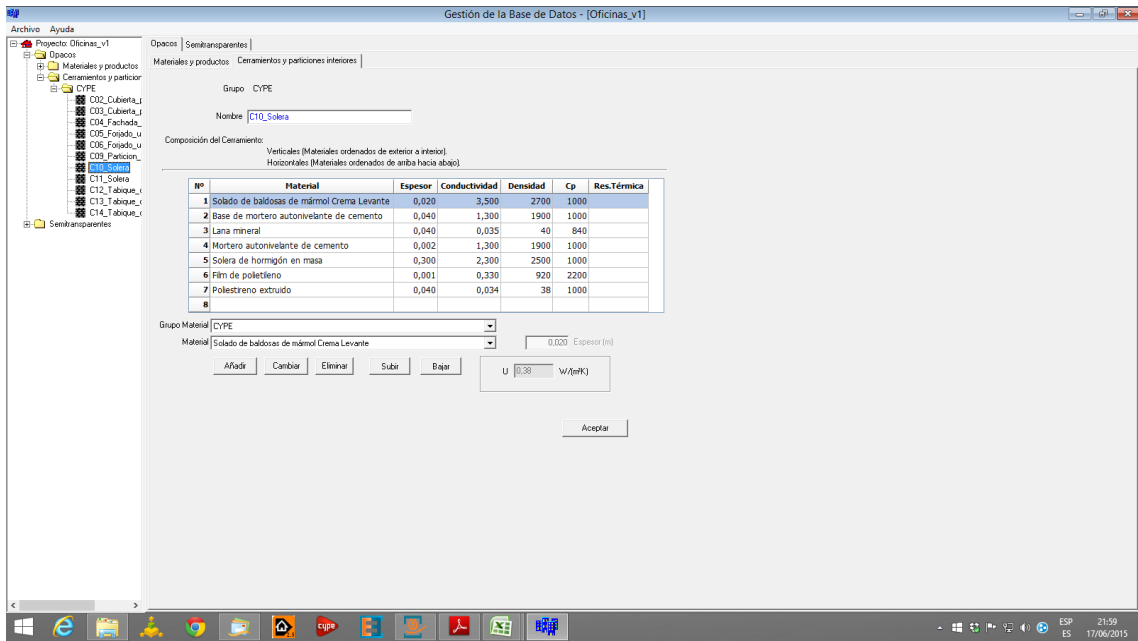 Gestión de la Base de Datos - [Oficinas_v1]
Archivo Ayuda
Proyecto: Oficinas_v1
Opacos
Materiales y productos
Cerramientos y particior
CYPE
C02_Cubierta_p
C03_Cubierta_p
C04_Fachada_
C05_Forjado_u
C06_Forjado_u
C09_Particion_
C10_Solera
C11_Solera
C12_Tabique_c
C13_Tabique_c
C14_Tabique_c
Semitransparentes
Opacos Semitransparentes
Materiales y productos Cerramientos y particiones interiores
Grupo CYPE
Nombre C10_Solera
Composición del Cerramiento:
Verticales (Materiales ordenados de exterior a interior).
Horizontales (Materiales ordenados de arriba hacia abajo).
Nº Material Espesor Conductividad Densidad Cp Res.Térmica
1 Solado de baldosas de mármol Crema Levante 0,020 3,500 2700 1000
2 Base de mortero autonivelante de cemento 0,040 1,300 1900 1000
3 Lana mineral 0,040 0,035 40 840
4 Mortero autonivelante de cemento 0,002 1,300 1900 1000
5 Solera de hormigón en masa 0,300 2,300 2500 1000
6 Film de polietileno 0,001 0,330 920 2200
7 Poliestireno extruido 0,040 0,034 38 1000
8
Grupo Material CYPE
Material Solado de baldosas de mármol Crema Levante 0,020 Espesor (m)
Añadir Cambiar Eliminar Subir Bajar
U 0,38 W/(m²K)
Aceptar
cype
ESP 21:59
ES 17/06/2015